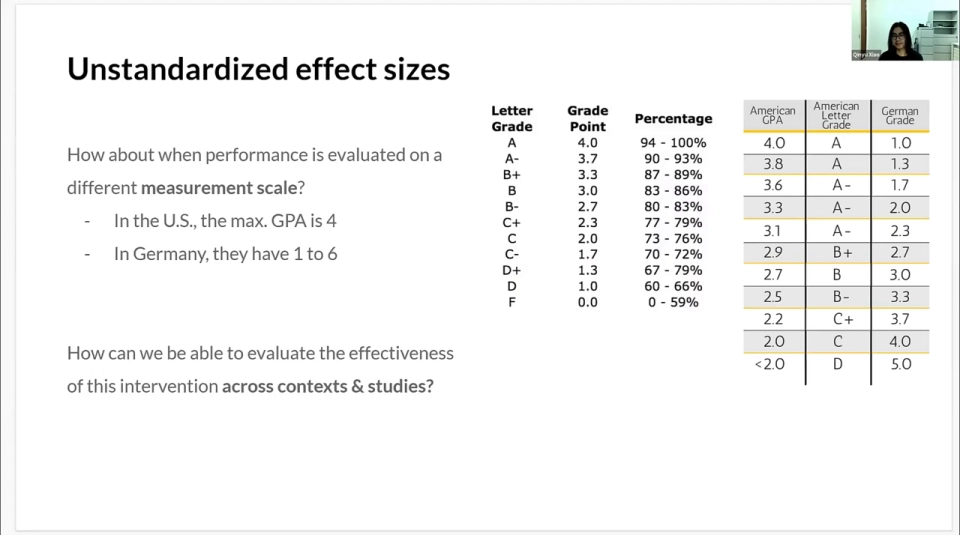 Unstandardized effect sizes
How about when performance is evaluated on a
different measurement scale?
- In the U.S., the max. GPA is 4
- In Germany, they have 1 to 6
How can we be able to evaluate the effectiveness
of this intervention across contexts & studies?
Letter Grade Grade Point Percentage
A 4.0 94 - 100%
A- 3.7 90 - 93%
B+ 3.3 87 - 89%
B 3.0 83 - 86%
B- 2.7 80 - 83%
C+ 2.3 77 - 79%
C 2.0 73 - 76%
C- 1.7 70 - 72%
D+ 1.3 67 - 79%
D 1.0 60 - 66%
F 0.0 0 - 59%
American GPA American Letter Grade German Grade
4.0 A 1.0
3.8 A 1.3
3.6 A- 1.7
3.3 A- 2.0
3.1 A- 2.3
2.9 B+ 2.7
2.7 B 3.0
2.5 B- 3.3
2.2 C+ 3.7
2.0 C 4.0
<2.0 D 5.0